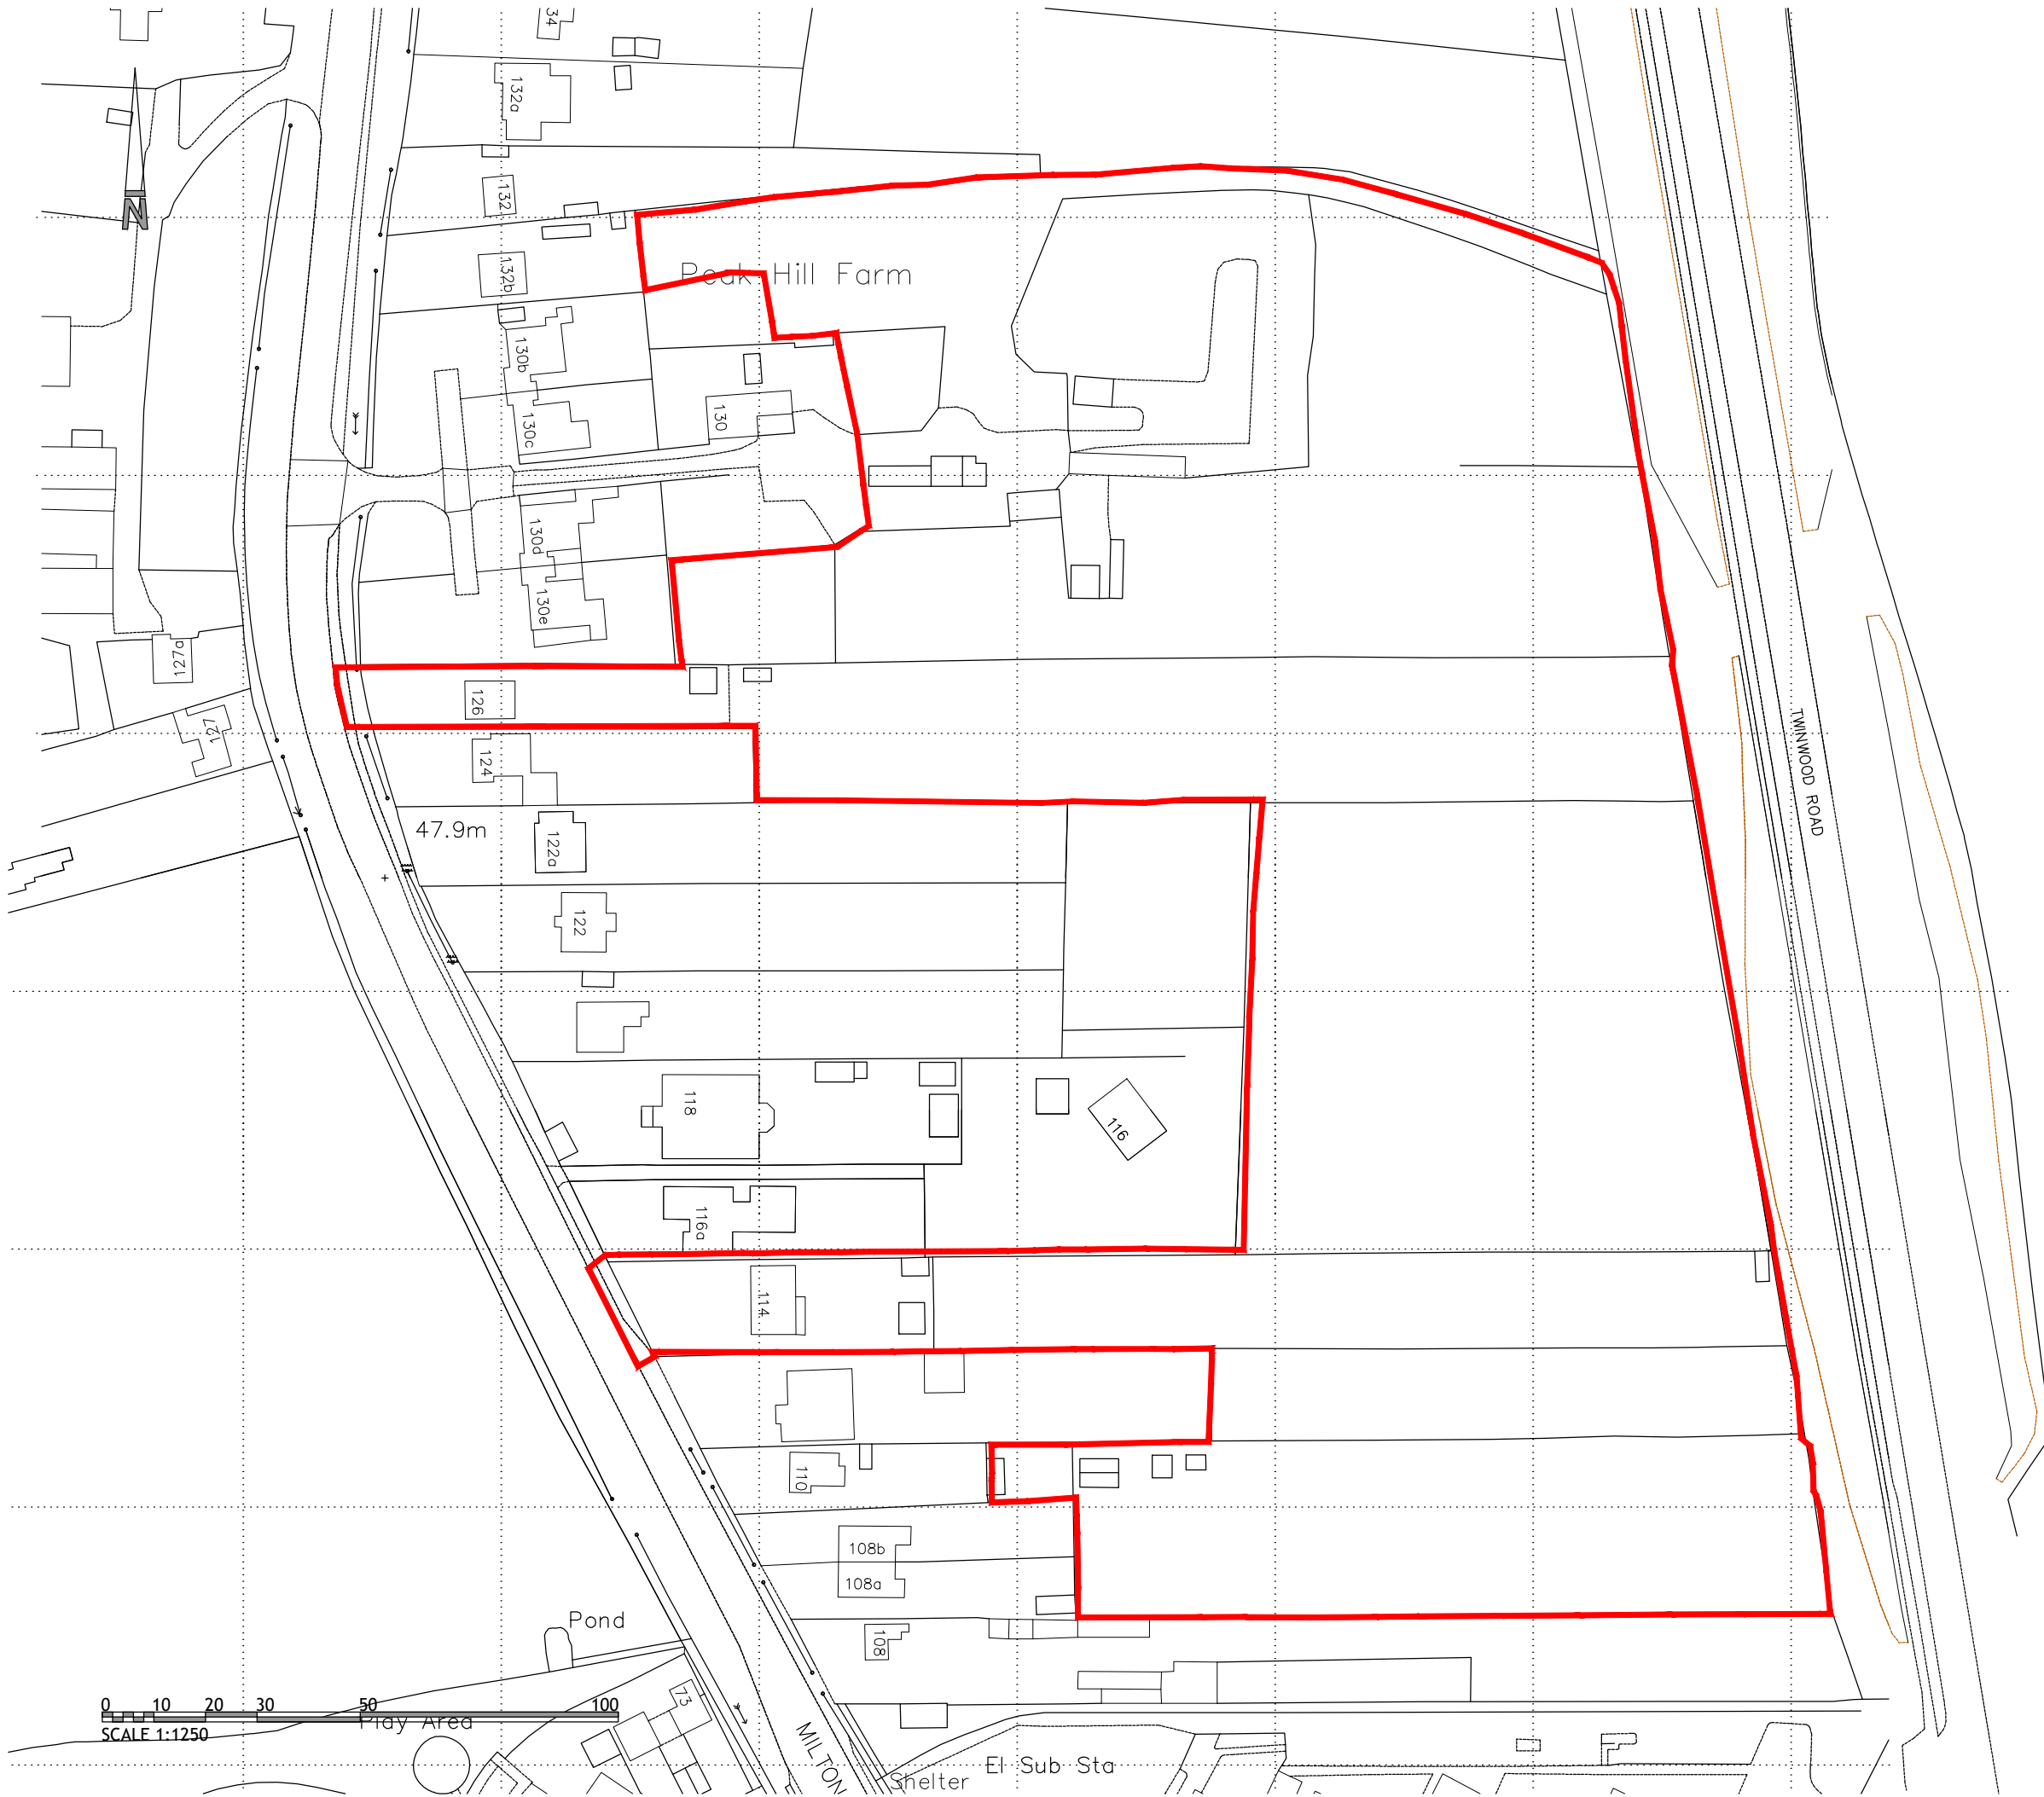 34
132a
132
N
132b
Peak Hill Farm
130b
130
130c
130d
130e
127a
126
127
124
TWINWOOD ROAD
47.9m
122a
122
118
116
116a
114
110
108b
108a
Pond
108
73
0 10 20 30 50 100
SCALE 1:1250
Play Area
MILTON
El Sub Sta
Shelter